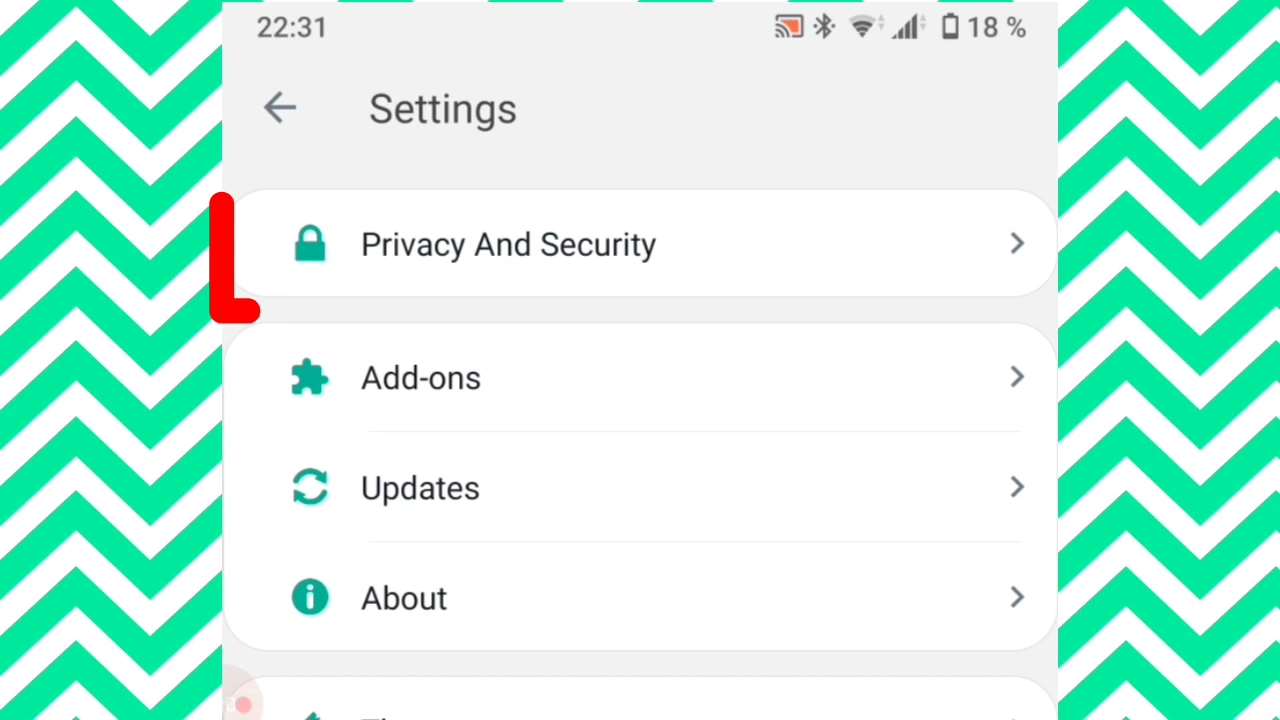 22:31 18 %
Settings
Privacy And Security
Add-ons
Updates
About